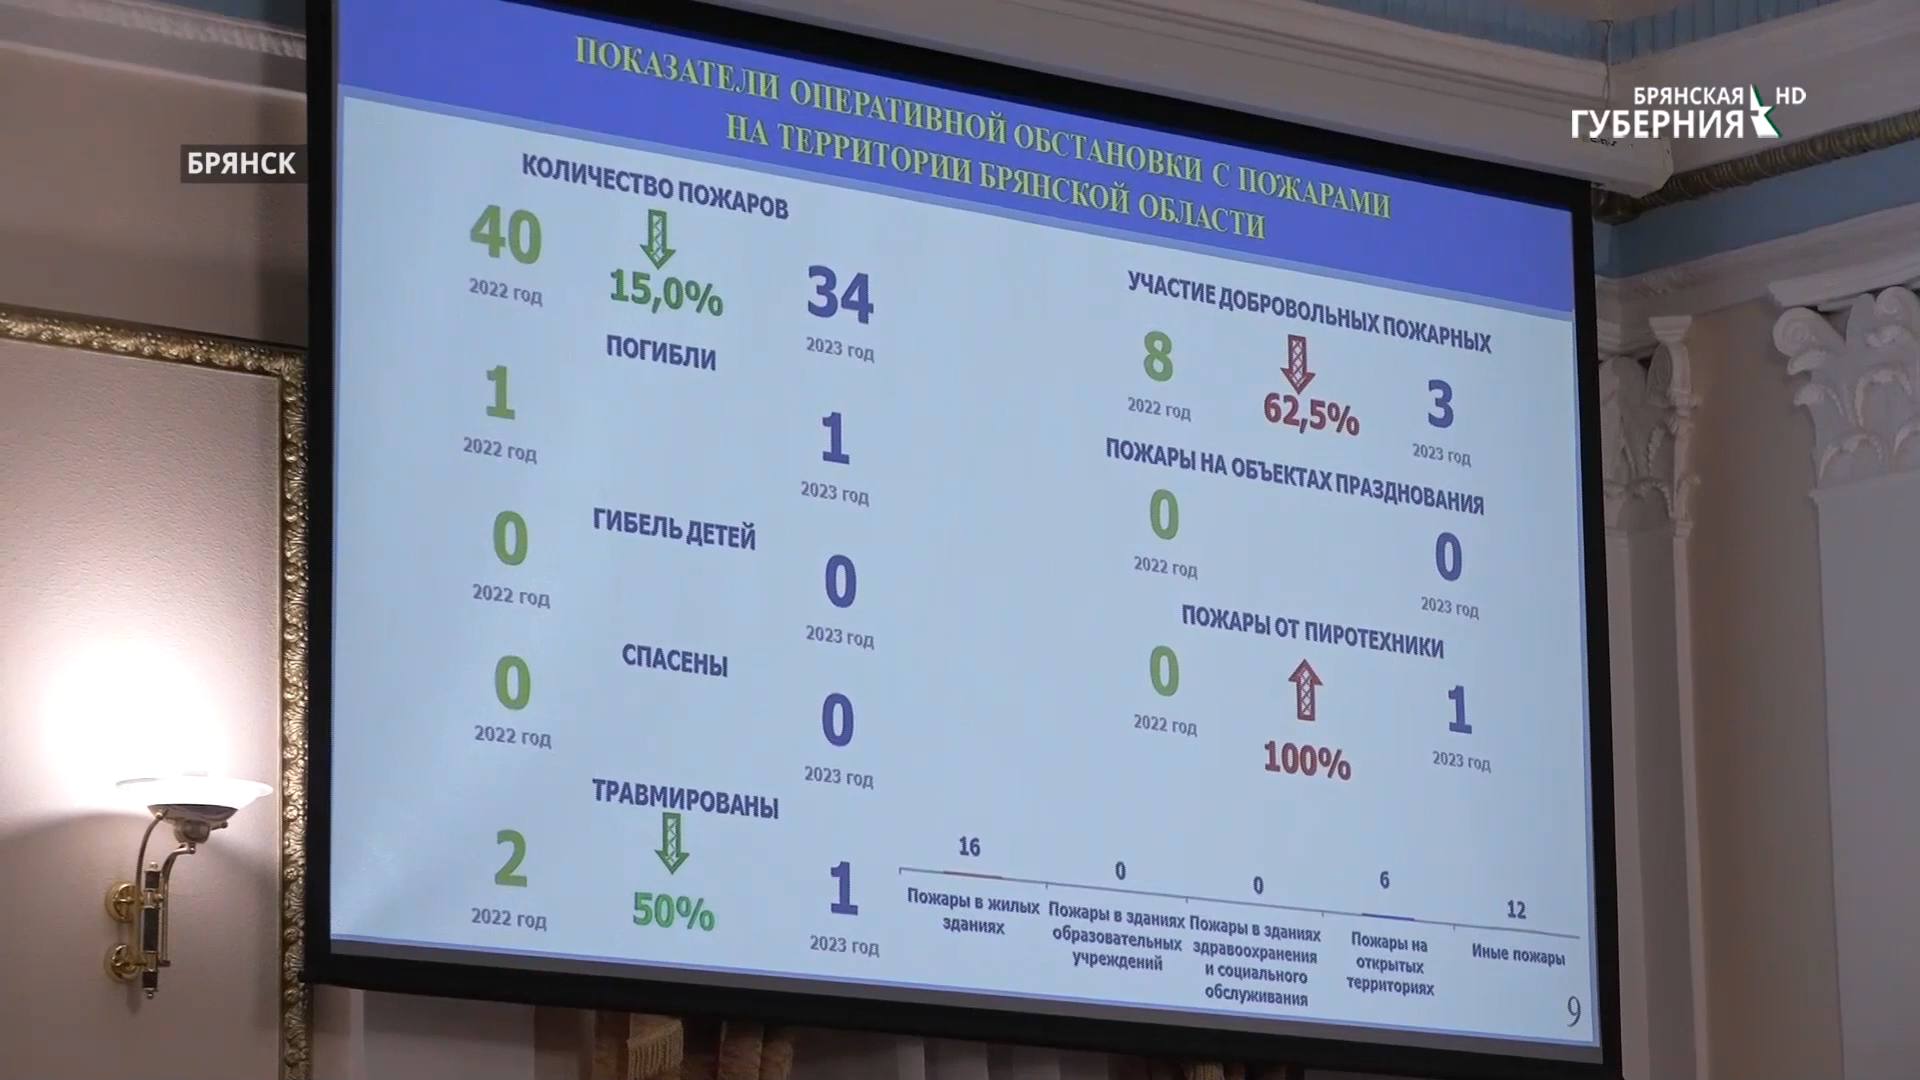 БРЯНСКАЯ HD
ГУБЕРНИЯ
БРЯНСК
ПОКАЗАТЕЛИ ОПЕРАТИВНОЙ ОБСТАНОВКИ С ПОЖАРАМИ
НА ТЕРРИТОРИИ БРЯНСКОЙ ОБЛАСТИ
КОЛИЧЕСТВО ПОЖАРОВ
40
2022 год
15,0%
34
2023 год
ПОГИБЛИ
1
2022 год
1
2023 год
ГИБЕЛЬ ДЕТЕЙ
0
2022 год
0
2023 год
СПАСЕНЫ
0
2022 год
0
2023 год
ТРАВМИРОВАНЫ
2
2022 год
50%
1
2023 год
УЧАСТИЕ ДОБРОВОЛЬНЫХ ПОЖАРНЫХ
8
2022 год
62,5%
3
2023 год
ПОЖАРЫ НА ОБЪЕКТАХ ПРАЗДНОВАНИЯ
0
2022 год
0
2023 год
ПОЖАРЫ ОТ ПИРОТЕХНИКИ
0
2022 год
100%
1
2023 год
16
Пожары в жилых
зданиях
0
Пожары в зданиях
образовательных
учреждений
0
Пожары в зданиях
здравоохранения
и социального
обслуживания
6
Пожары на
открытых
территориях
12
Иные пожары
9